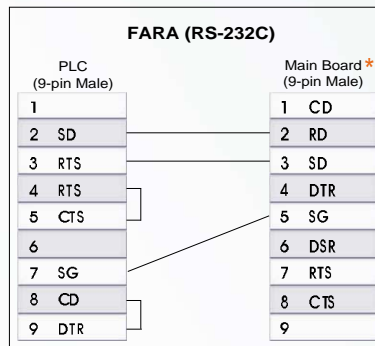 FARA (RS-232C)
PLC
(9-pin Male)
Main Board *
(9-pin Male)
1
2 SD
3 RTS
4 RTS
5 CTS
6
7 SG
8 CD
9 DTR
1 CD
2 RD
3 SD
4 DTR
5 SG
6 DSR
7 RTS
8 CTS
9